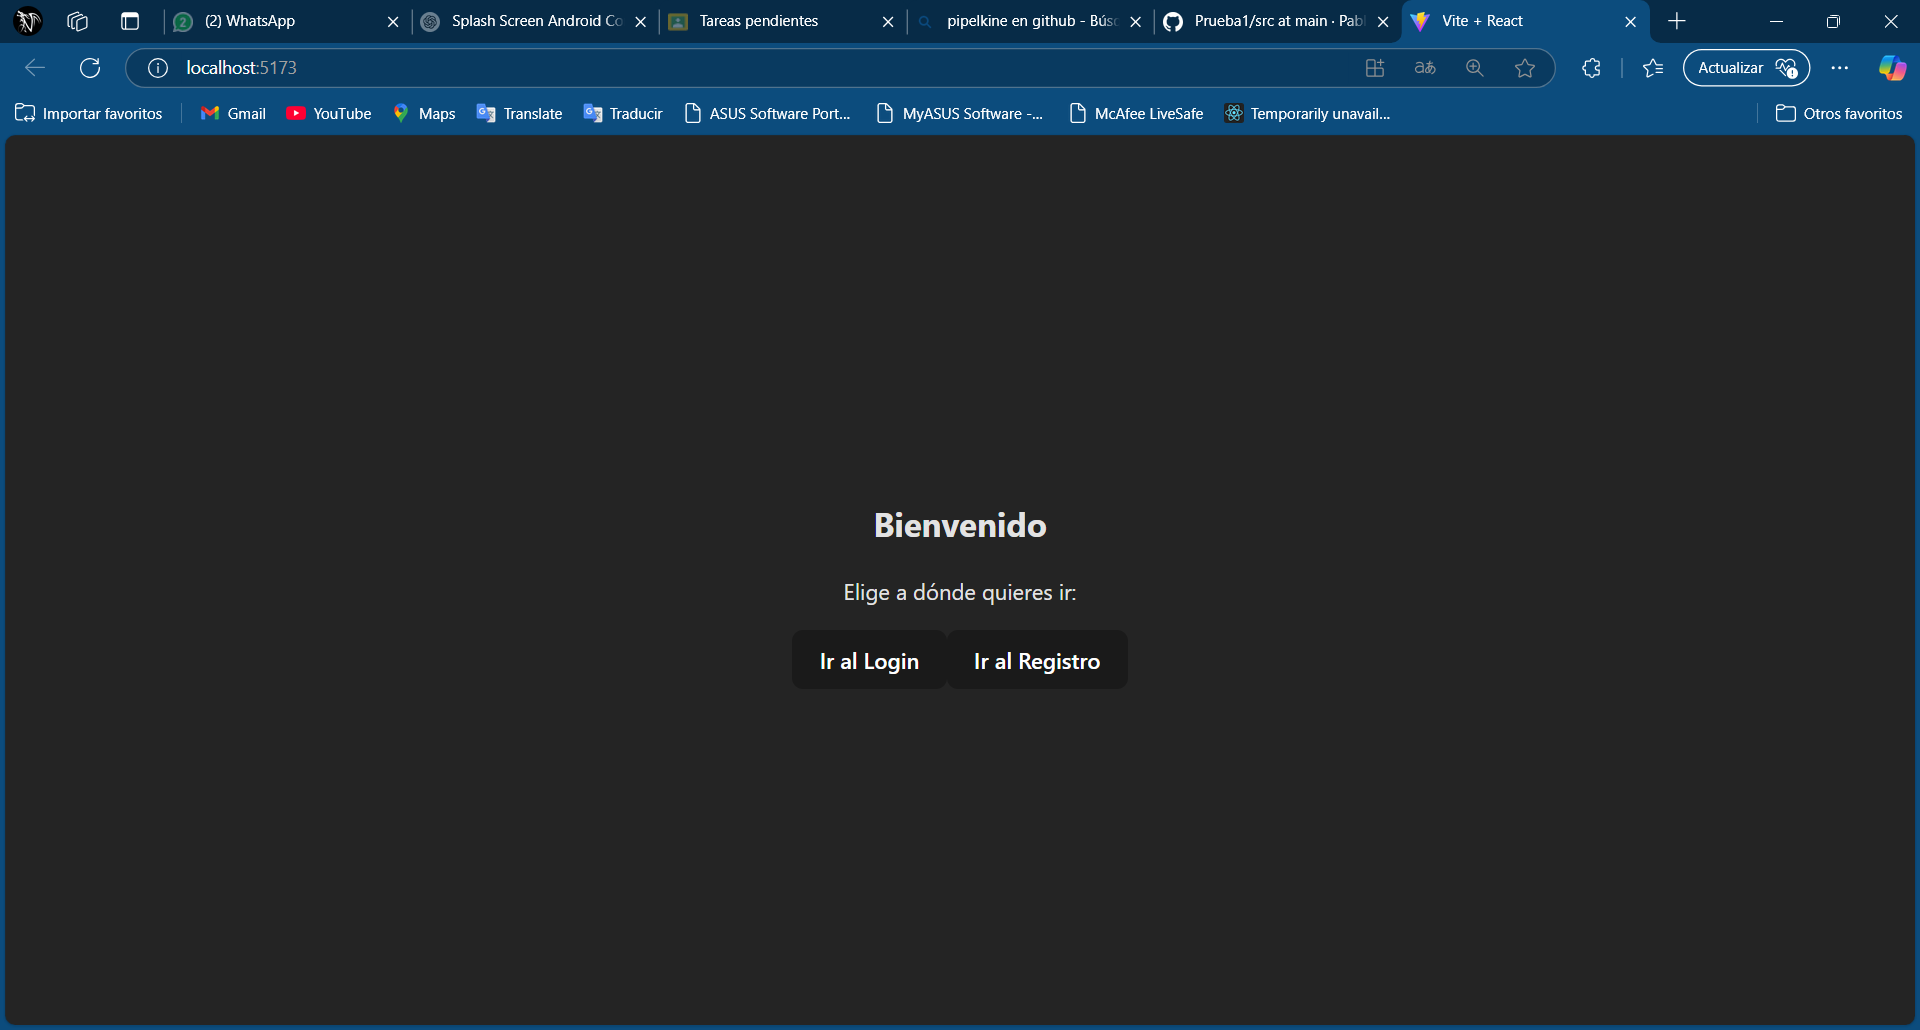 2 (2) WhatsApp
Splash Screen Android Co
Tareas pendientes
pipelkine en github - Búsc
Prueba1/src at main · Pabl
Vite + React
localhost:5173
Actualizar
Importar favoritos
Gmail
YouTube
Maps
Translate
Traducir
ASUS Software Port...
MyASUS Software -...
McAfee LiveSafe
Temporarily unavail...
Otros favoritos
Bienvenido
Elige a dónde quieres ir:
Ir al Login
Ir al Registro